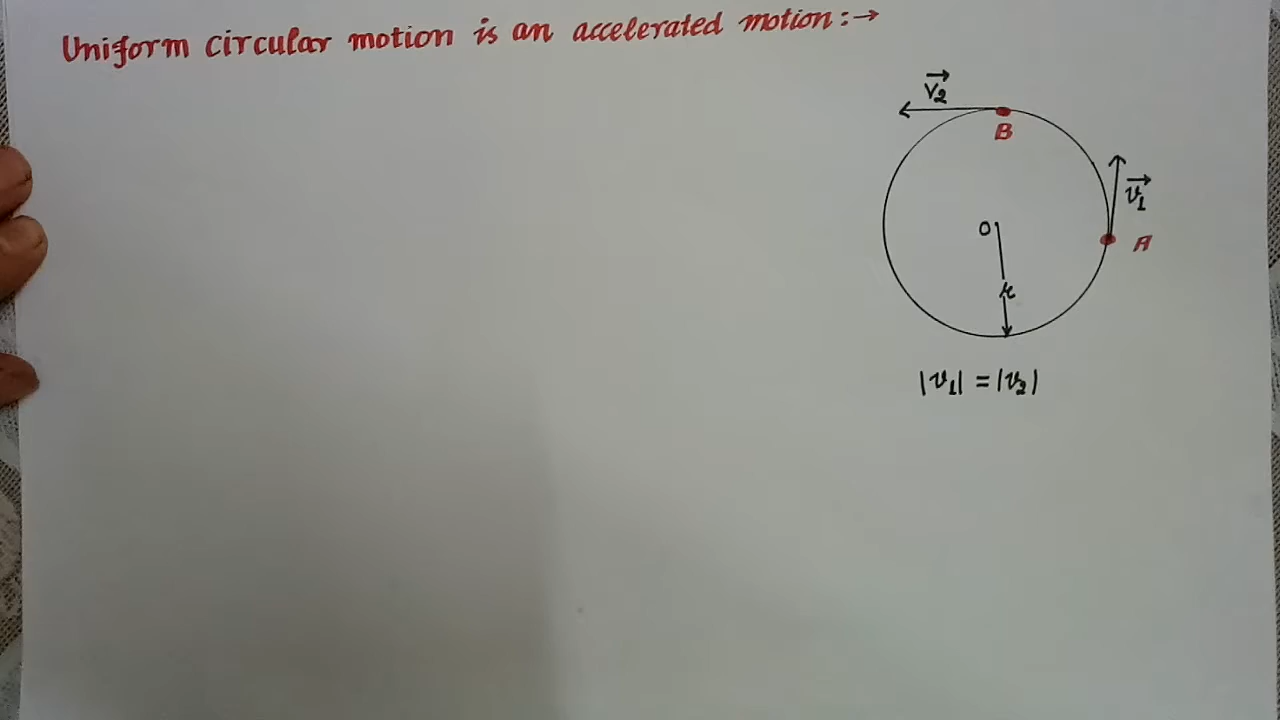 Uniform circular motion is an accelerated motion :→
V₂
B
v₁
O
A
r
|v₁| = |v₂|